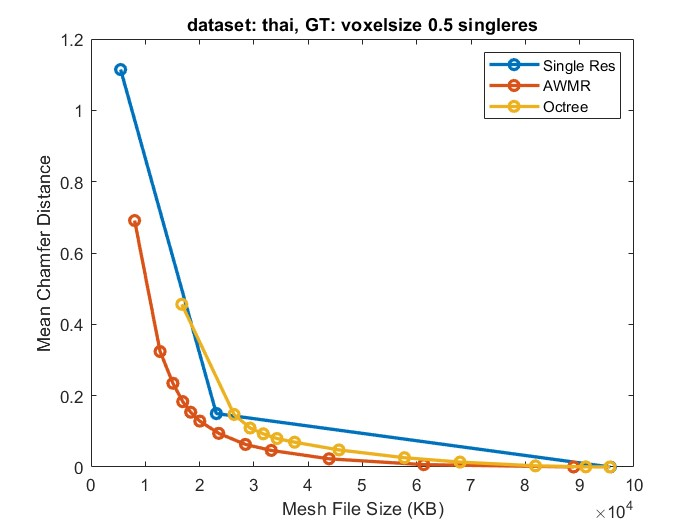 dataset: thai, GT: voxelsize 0.5 singleres
Single Res
AWMR
Octree
1.2
1
0.8
0.6
0.4
0.2
0
Mean Chamfer Distance
0 1 2 3 4 5 6 7 8 9 10
×10⁴
Mesh File Size (KB)